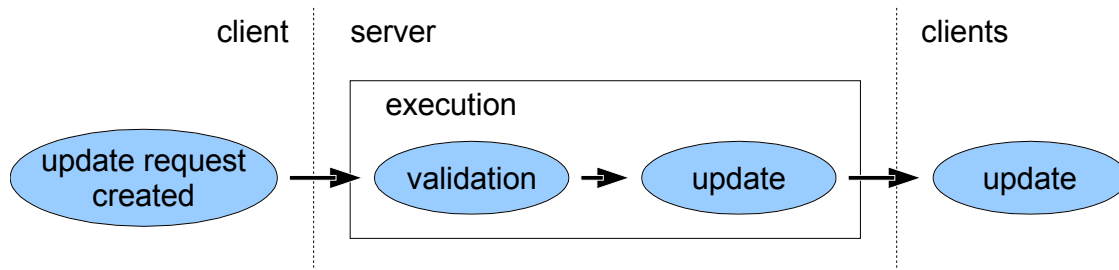 client
server
clients
execution
update request
created
validation
update
update